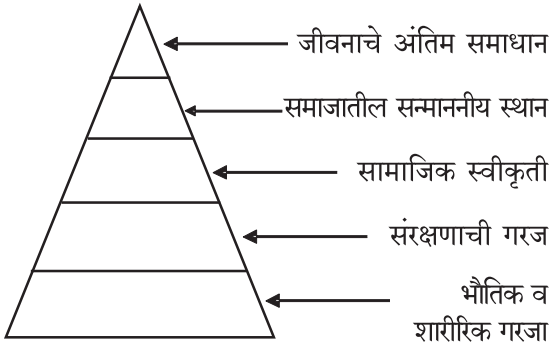 जीवनाचे अंतिम समाधान
समाजातील सन्माननीय स्थान
सामाजिक स्वीकृती
संरक्षणाची गरज
भौतिक व
शारीरिक गरजा